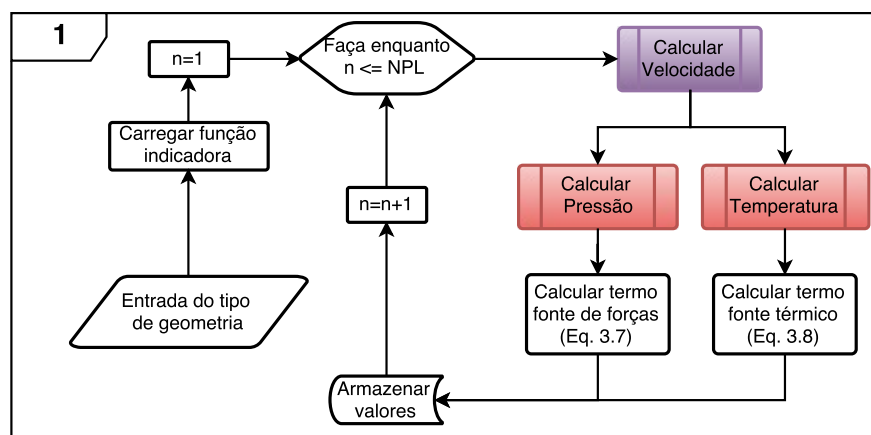 1
n=1
Faça enquanto
n <= NPL
Calcular
Velocidade
Carregar função
indicadora
n=n+1
Calcular
Pressão
Calcular
Temperatura
Entrada do tipo
de geometria
Calcular termo
fonte de forças
(Eq. 3.7)
Calcular termo
fonte térmico
(Eq. 3.8)
Armazenar
valores